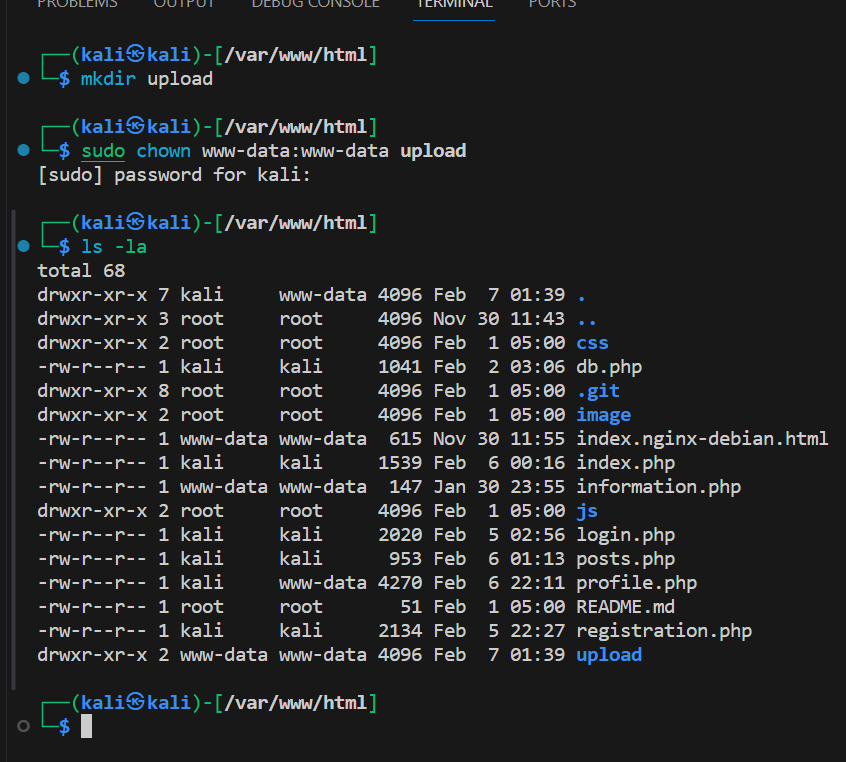 PROBLEMS OUTPUT DEBUG CONSOLE TERMINAL PORTS
┌──(kali㉿kali)-[/var/www/html]
└─$ mkdir upload
┌──(kali㉿kali)-[/var/www/html]
└─$ sudo chown www-data:www-data upload
[sudo] password for kali:
┌──(kali㉿kali)-[/var/www/html]
└─$ ls -la
total 68
drwxr-xr-x 7 kali     www-data 4096 Feb  7 01:39 .
drwxr-xr-x 3 root     root     4096 Nov 30 11:43 ..
drwxr-xr-x 2 root     root     4096 Feb  1 05:00 css
-rw-r--r-- 1 kali     kali     1041 Feb  2 03:06 db.php
drwxr-xr-x 8 root     root     4096 Feb  1 05:00 .git
drwxr-xr-x 2 root     root     4096 Feb  1 05:00 image
-rw-r--r-- 1 www-data www-data  615 Nov 30 11:55 index.nginx-debian.html
-rw-r--r-- 1 kali     kali     1539 Feb  6 00:16 index.php
-rw-r--r-- 1 www-data www-data  147 Jan 30 23:55 information.php
drwxr-xr-x 2 root     root     4096 Feb  1 05:00 js
-rw-r--r-- 1 kali     kali     2020 Feb  5 02:56 login.php
-rw-r--r-- 1 kali     kali      953 Feb  6 01:13 posts.php
-rw-r--r-- 1 kali     www-data 4270 Feb  6 22:11 profile.php
-rw-r--r-- 1 root     root       51 Feb  1 05:00 README.md
-rw-r--r-- 1 kali     kali     2134 Feb  5 22:27 registration.php
drwxr-xr-x 2 www-data www-data 4096 Feb  7 01:39 upload
┌──(kali㉿kali)-[/var/www/html]
└─$